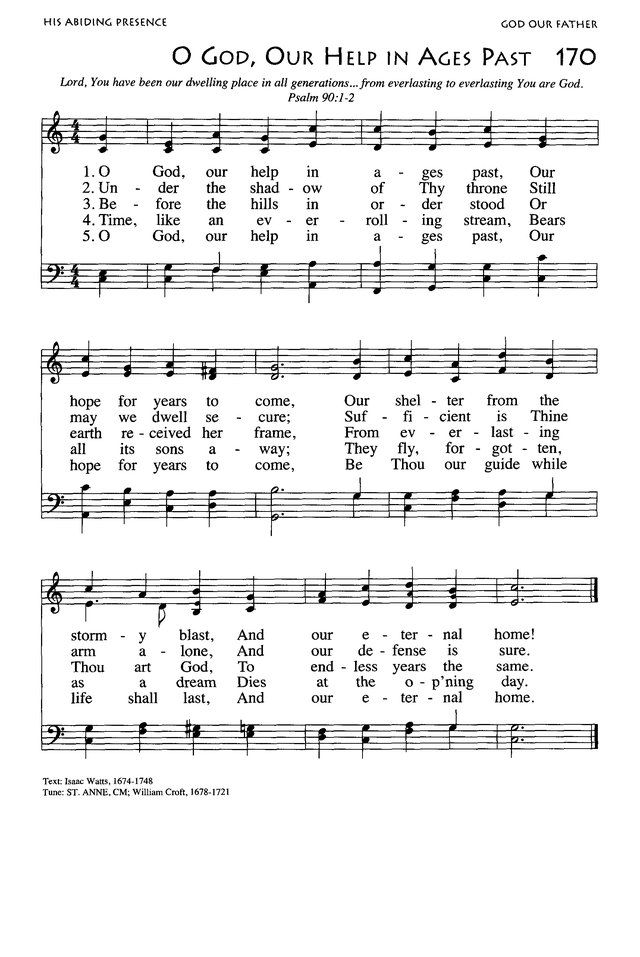 HIS ABIDING PRESENCE GOD OUR FATHER
O God, Our Help in Ages Past 170
Lord, You have been our dwelling place in all generations...from everlasting to everlasting You are God.
Psalm 90:1-2
1. O God, our help in a - ges past, Our
2. Un - der the shad - ow of Thy throne Still
3. Be - fore the hills in or - der stood Or
4. Time, like an ev - er - roll - ing stream, Bears
5. O God, our help in a - ges past, Our
hope for years to come, Our shel - ter from the
may we dwell se - cure; Suf - fi - cient is Thine
earth re - ceived her frame, From ev - er - last - ing
all its sons a - way; They fly, for - got - ten,
hope for years to come, Be Thou our guide while
storm - y blast, And our e - ter - nal home!
arm a - lone, And our de - fense is sure.
Thou art God, To end - less years the same.
as a dream Dies at the o - p'ning day.
life shall last, And our e - ter - nal home.
Text: Isaac Watts, 1674-1748
Tune: ST. ANNE, CM; William Croft, 1678-1721